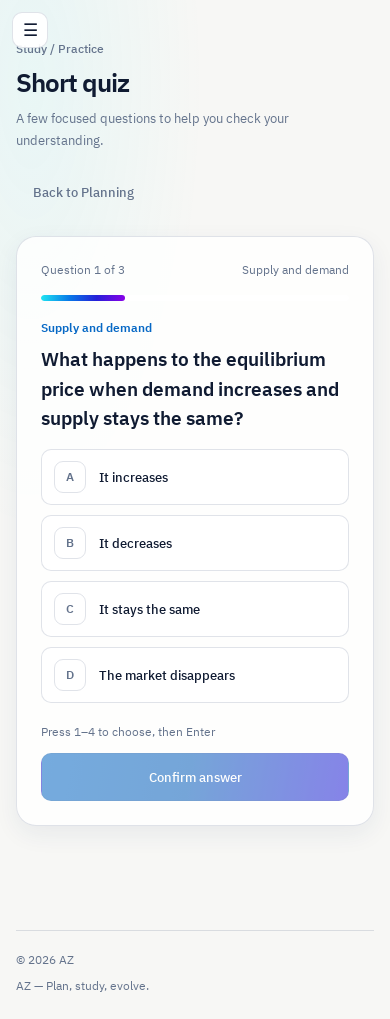 Study / Practice
Short quiz
A few focused questions to help you check your
understanding.
Back to Planning
Question 1 of 3
Supply and demand
Supply and demand
What happens to the equilibrium
price when demand increases and
supply stays the same?
A
It increases
B
It decreases
C
It stays the same
D
The market disappears
Press 1–4 to choose, then Enter
Confirm answer
© 2026 AZ
AZ — Plan, study, evolve.